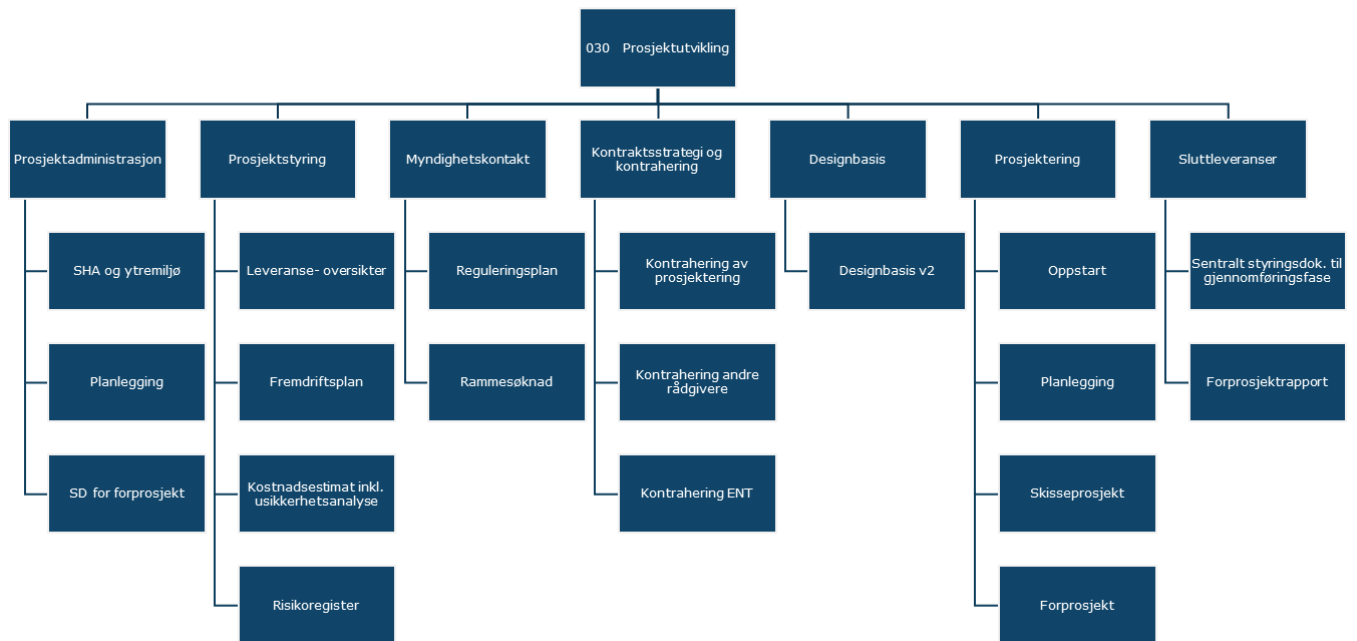 030 Prosjektutvikling
Prosjektadministrasjon
SHA og ytremiljø
Planlegging
SD for forprosjekt
Prosjektstyring
Leveranse- oversikter
Fremdriftsplan
Kostnadsestimat inkl.
usikkerhetsanalyse
Risikoregister
Myndighetskontakt
Reguleringsplan
Rammesøknad
Kontraktsstrategi og
kontrahering
Kontrahering av
prosjektering
Kontrahering andre
rådgivere
Kontrahering ENT
Designbasis
Designbasis v2
Prosjektering
Oppstart
Planlegging
Skisseprosjekt
Forprosjekt
Sluttleveranser
Sentralt styringsdok. til
gjennomføringsfase
Forprosjektrapport